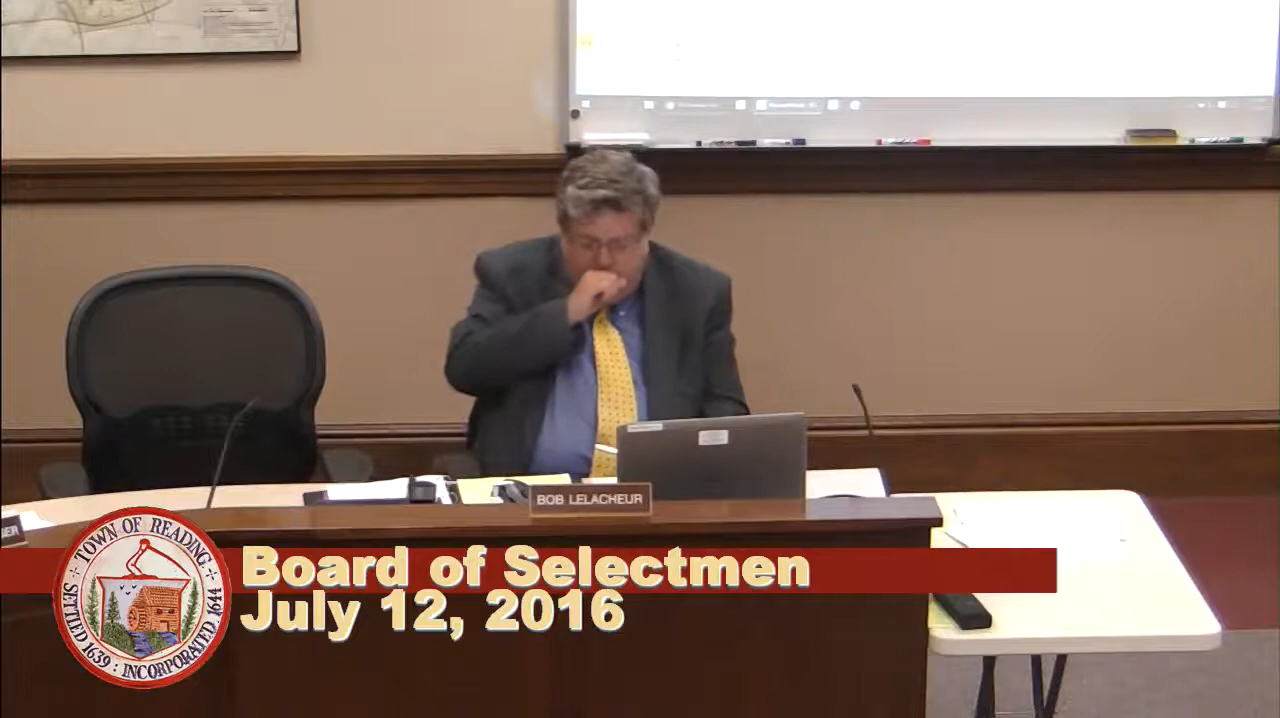 BOB LELACHEUR
TOWN OF READING
SETTLED 1639 : INCORPORATED 1644
Board of Selectmen
July 12, 2016